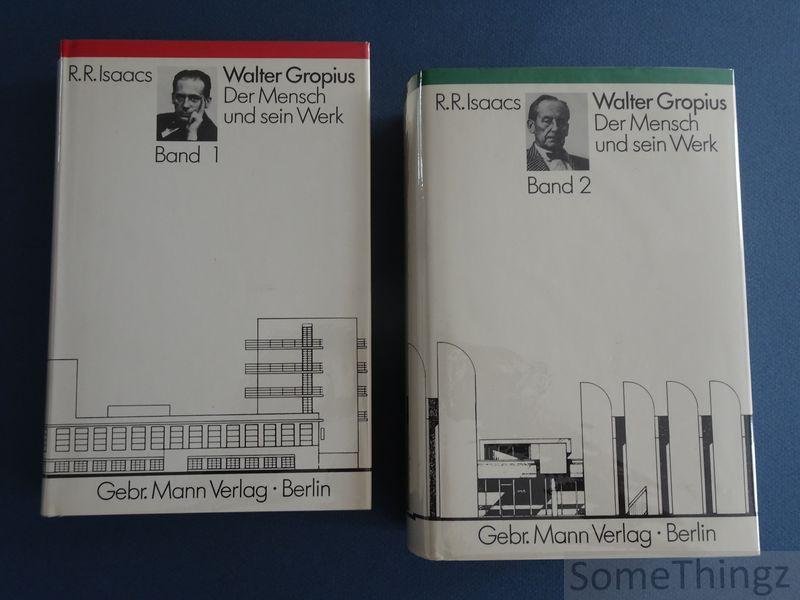 R.R.Isaacs
Walter Gropius
Der Mensch
und sein Werk
Band 1
Gebr. Mann Verlag · Berlin
R.R.Isaacs
Walter Gropius
Der Mensch
und sein Werk
Band 2
Gebr. Mann Verlag · Berlin
SomeThingz